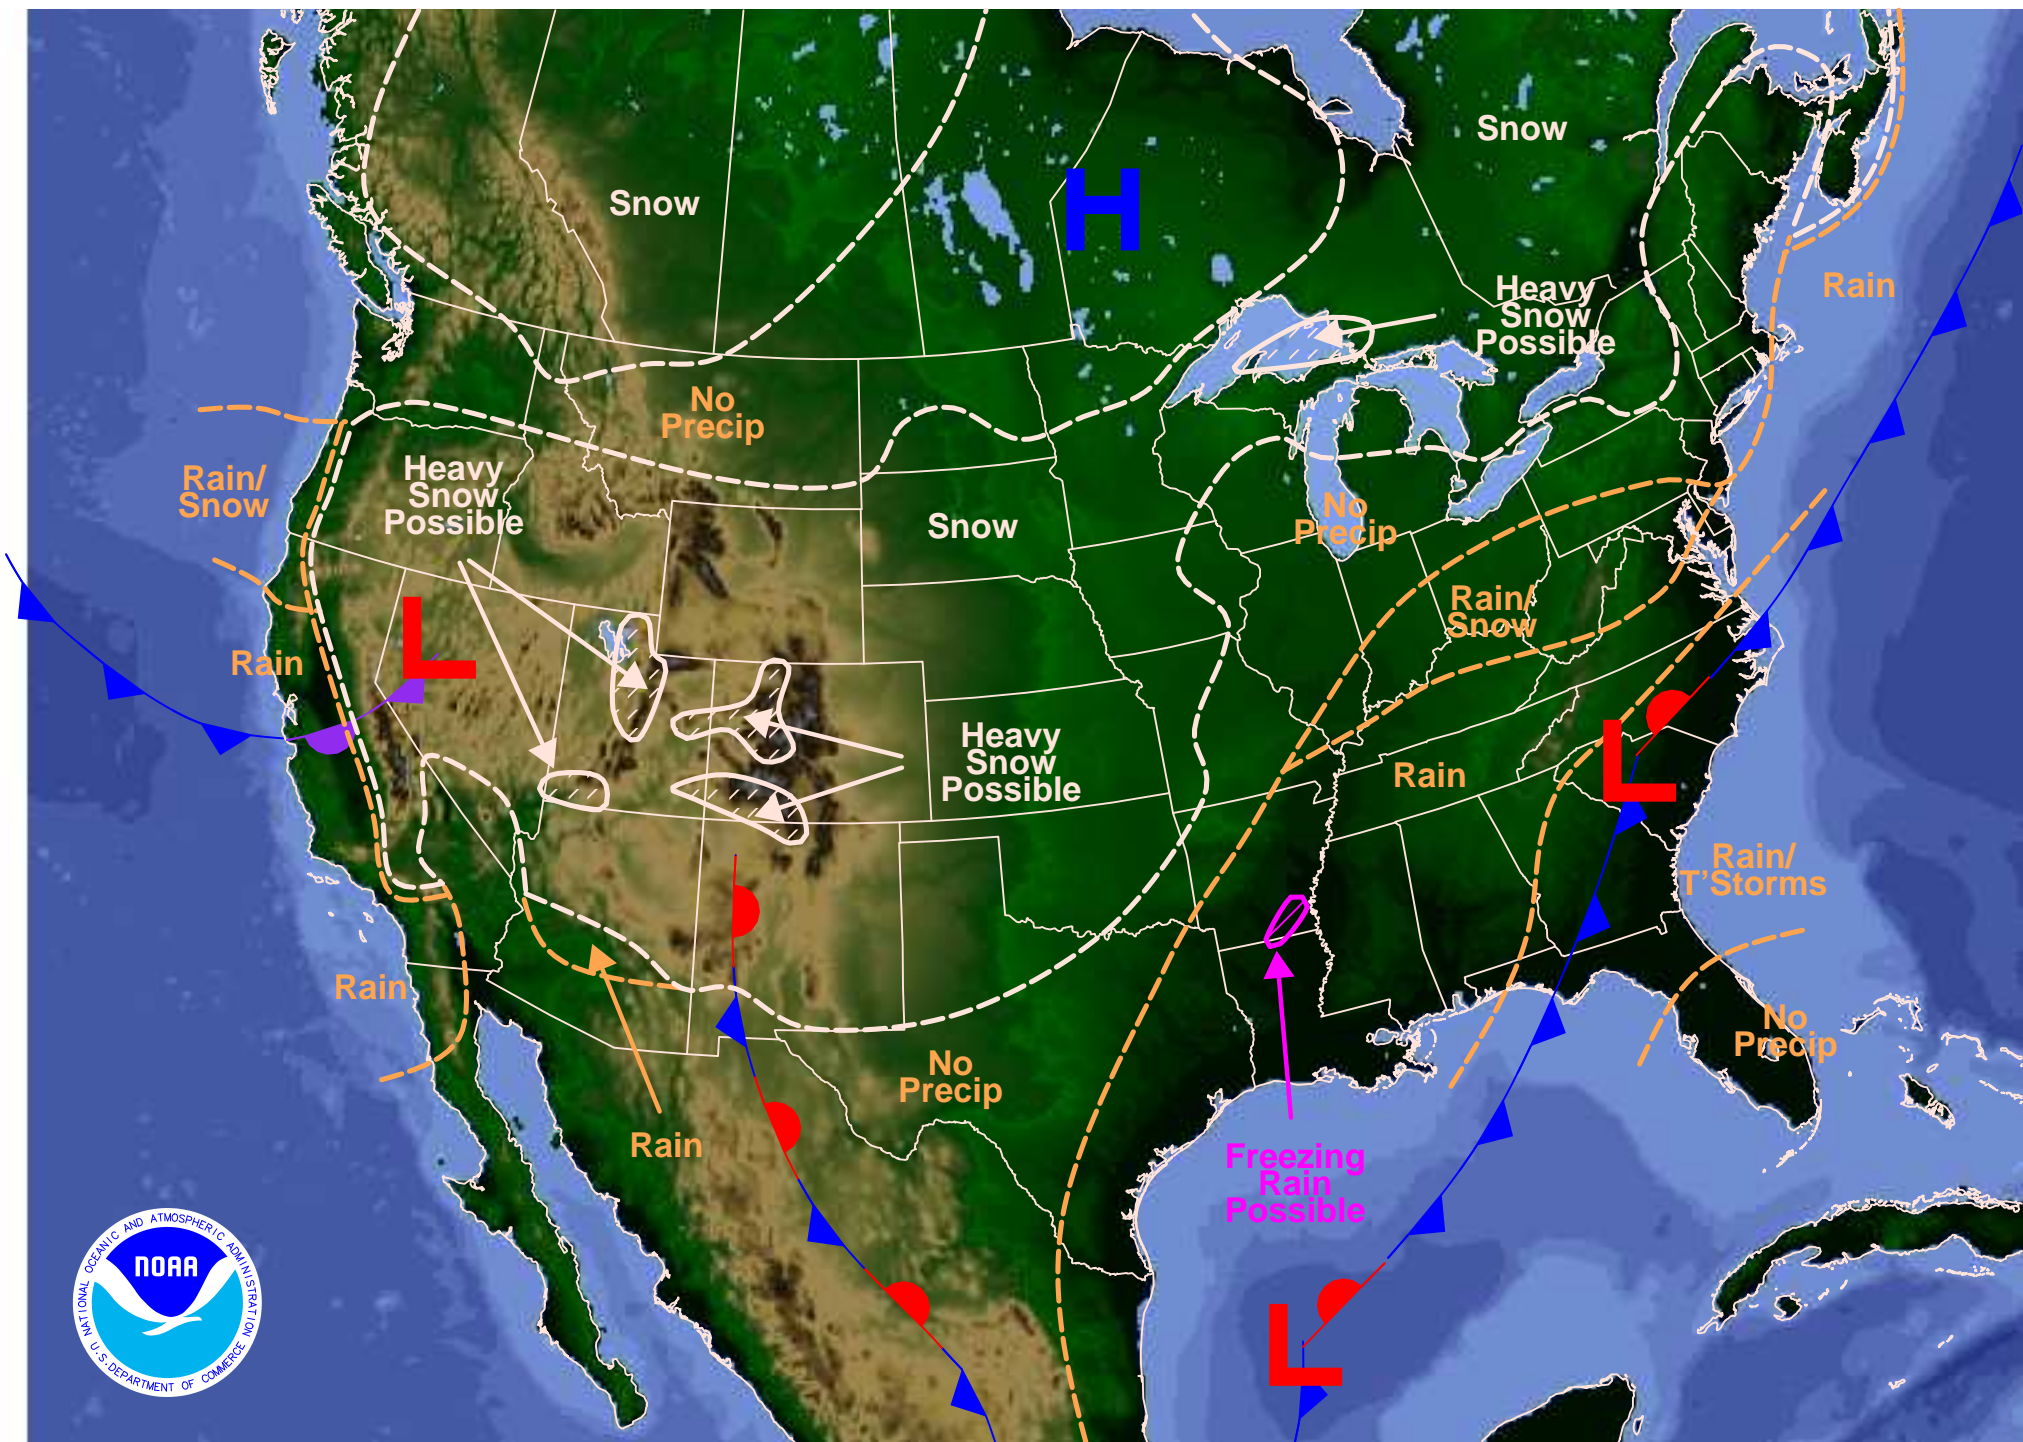 Snow
Snow
H
Heavy
Snow
Possible
Rain
No
Precip
Rain/
Snow
Heavy
Snow
Possible
Snow
No
Precip
Rain/
Snow
L
Rain
Heavy
Snow
Possible
Rain
L
Rain/
T'Storms
Rain
No
Precip
No
Precip
Rain
Freezing
Rain
Possible
L
NATIONAL OCEANIC AND ATMOSPHERIC ADMINISTRATION
NOAA
U.S. DEPARTMENT OF COMMERCE